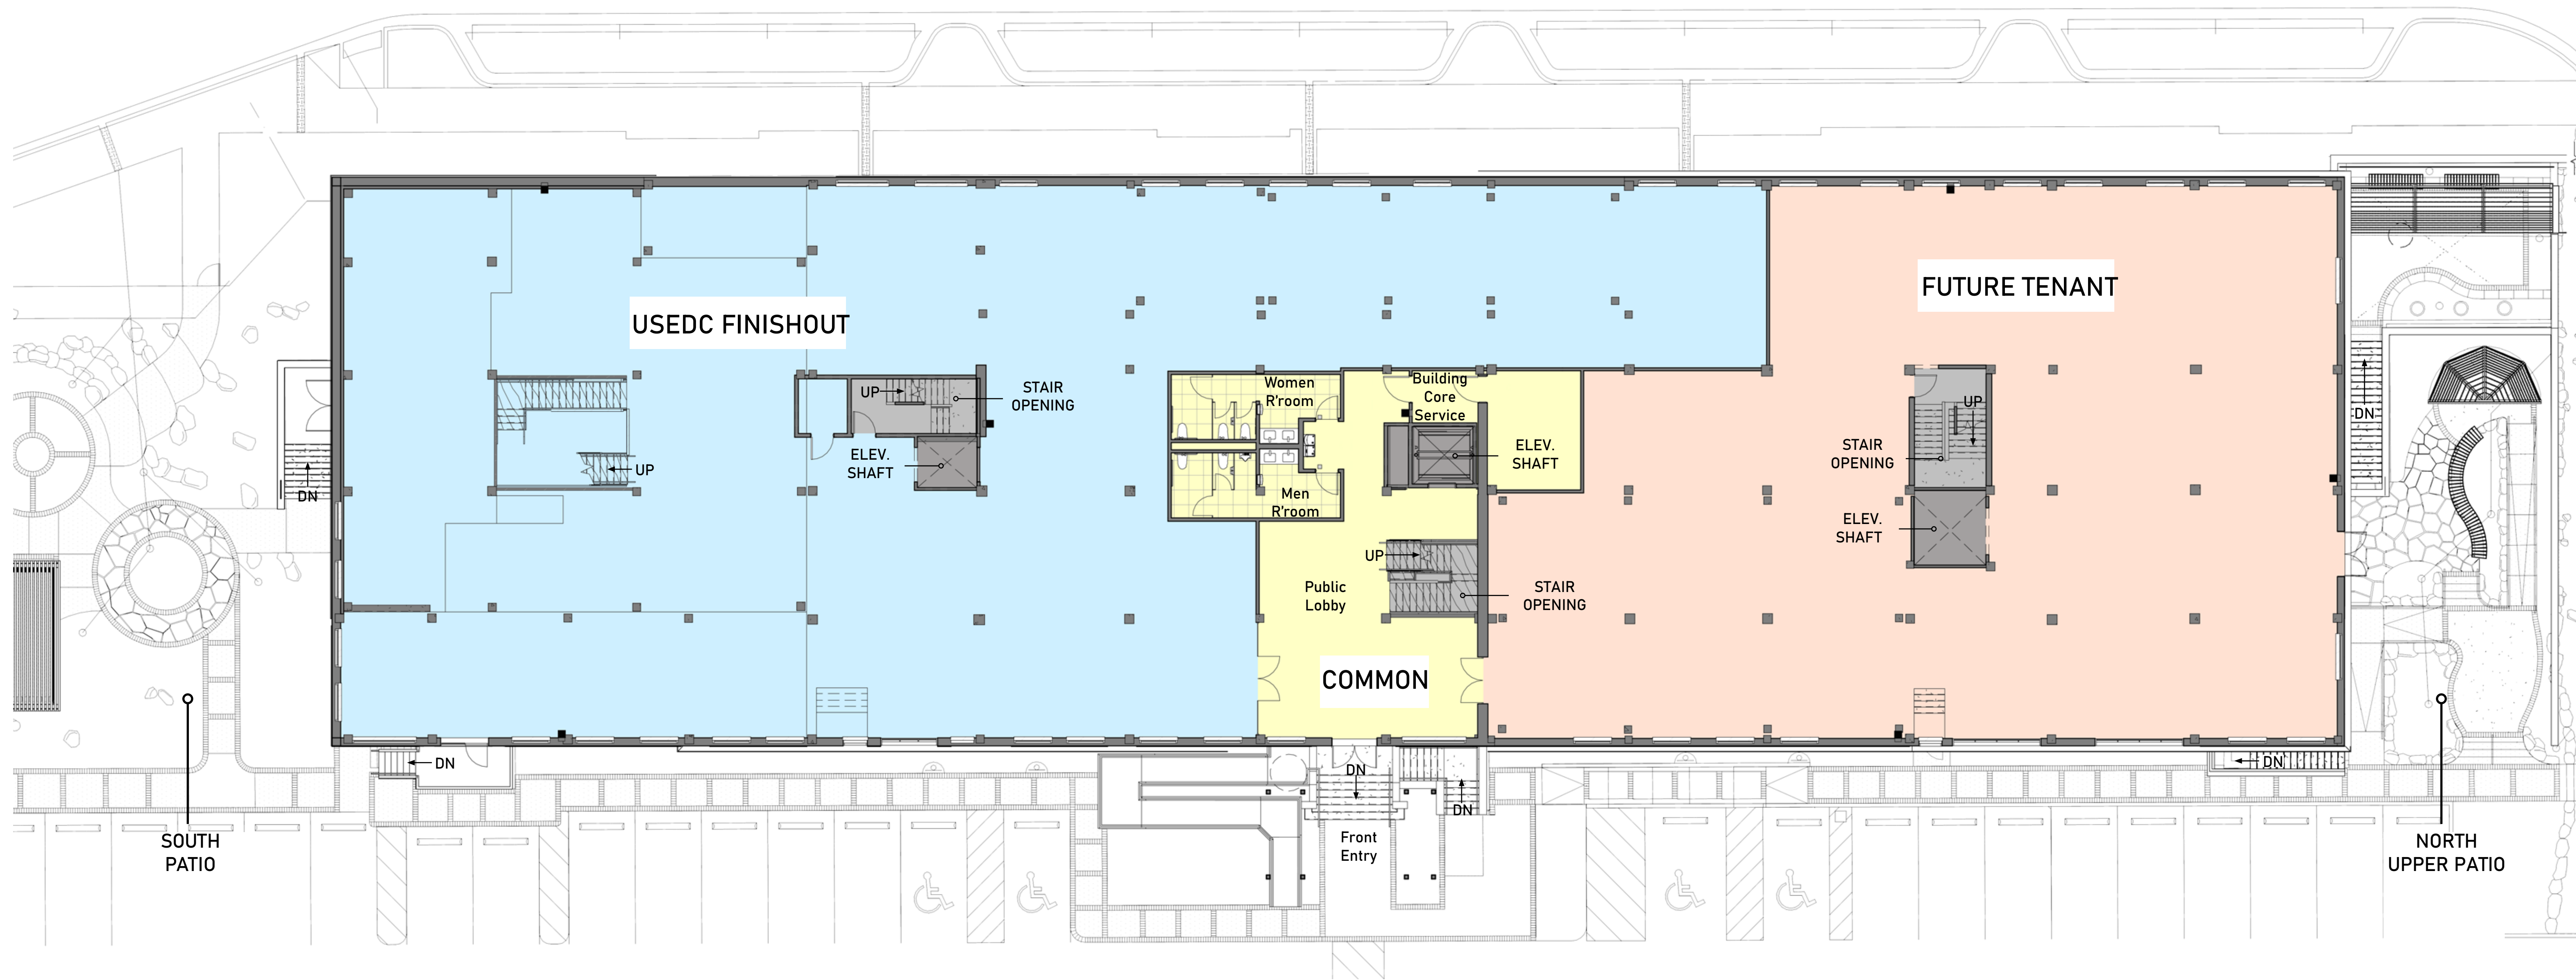 FUTURE TENANT
USEDC FINISHOUT
UP
STAIR
OPENING
Women
R'room
Building
Core
Service
UP
DN
ELEV.
SHAFT
ELEV.
SHAFT
STAIR
OPENING
UP
DN
Men
R'room
ELEV.
SHAFT
UP
Public
Lobby
STAIR
OPENING
COMMON
DN
DN
DN
DN
Front
Entry
SOUTH
PATIO
NORTH
UPPER PATIO